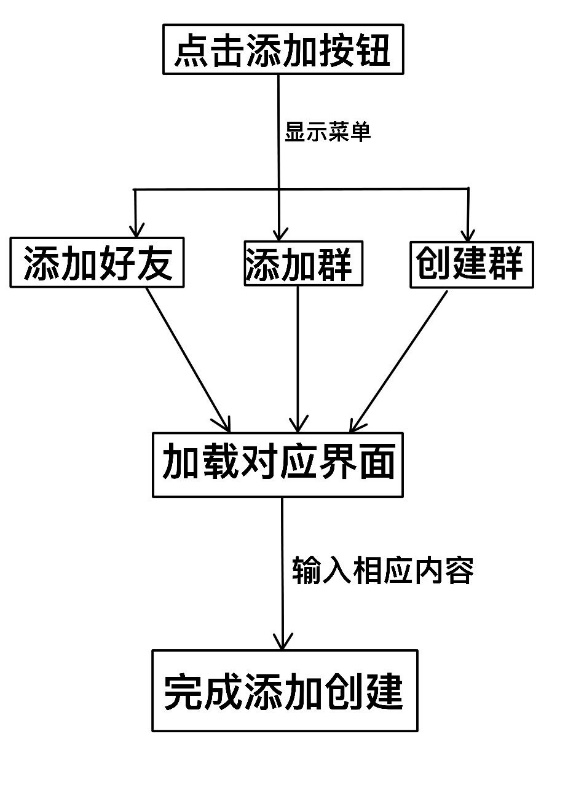 点击添加按钮
显示菜单
添加好友
添加群
创建群
加载对应界面
输入相应内容
完成添加创建